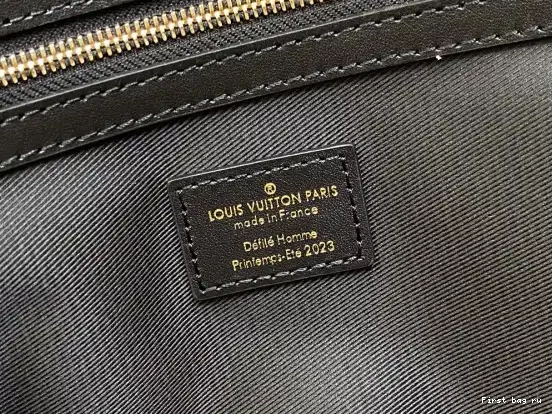 ®
LOUIS VUITTON PARIS
made in France
Défilé Homme
Printemps-Eté 2023
First-bag.ru